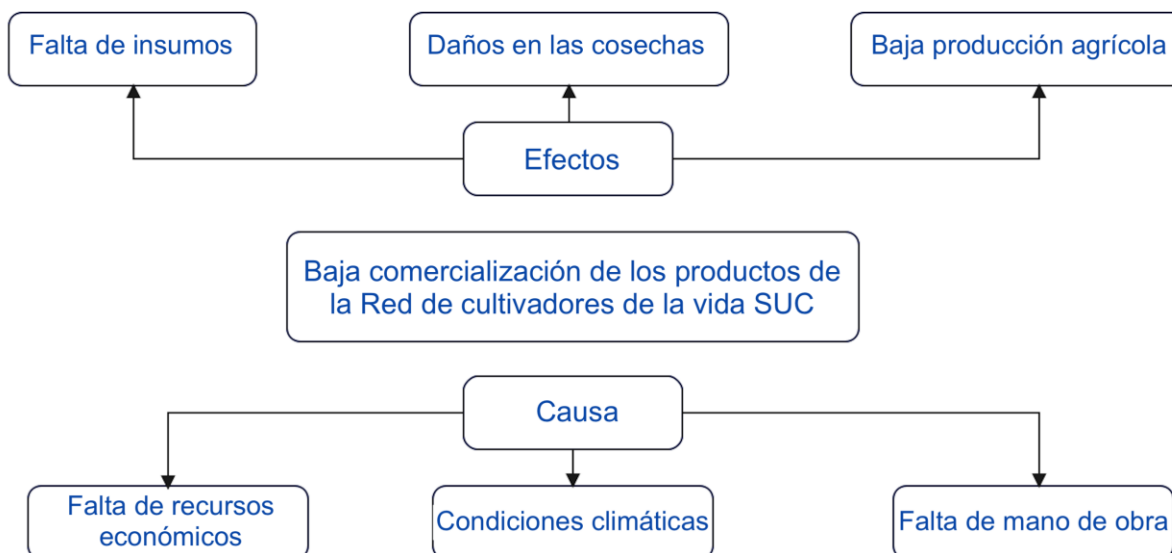 Falta de insumos
Daños en las cosechas
Baja producción agrícola
Efectos
Baja comercialización de los productos de
la Red de cultivadores de la vida SUC
Causa
Falta de recursos
económicos
Condiciones climáticas
Falta de mano de obra